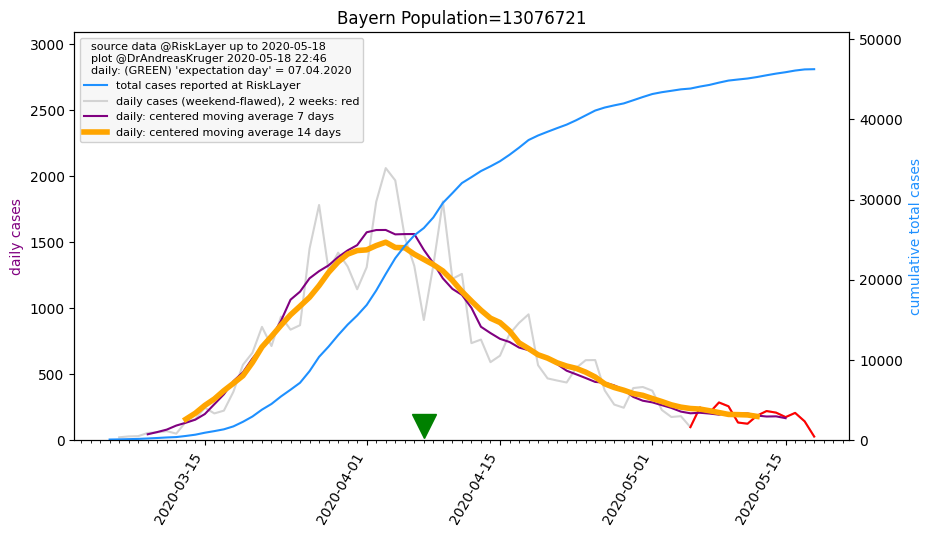 Bayern Population=13076721
source data @RiskLayer up to 2020-05-18
plot @DrAndreasKruger 2020-05-18 22:46
daily: (GREEN) 'expectation day' = 07.04.2020
total cases reported at RiskLayer
daily cases (weekend-flawed), 2 weeks: red
daily: centered moving average 7 days
daily: centered moving average 14 days
daily cases
3000
2500
2000
1500
1000
500
0
50000
40000
30000
20000
10000
0
cumulative total cases
2020-03-15
2020-04-01
2020-04-15
2020-05-01
2020-05-15